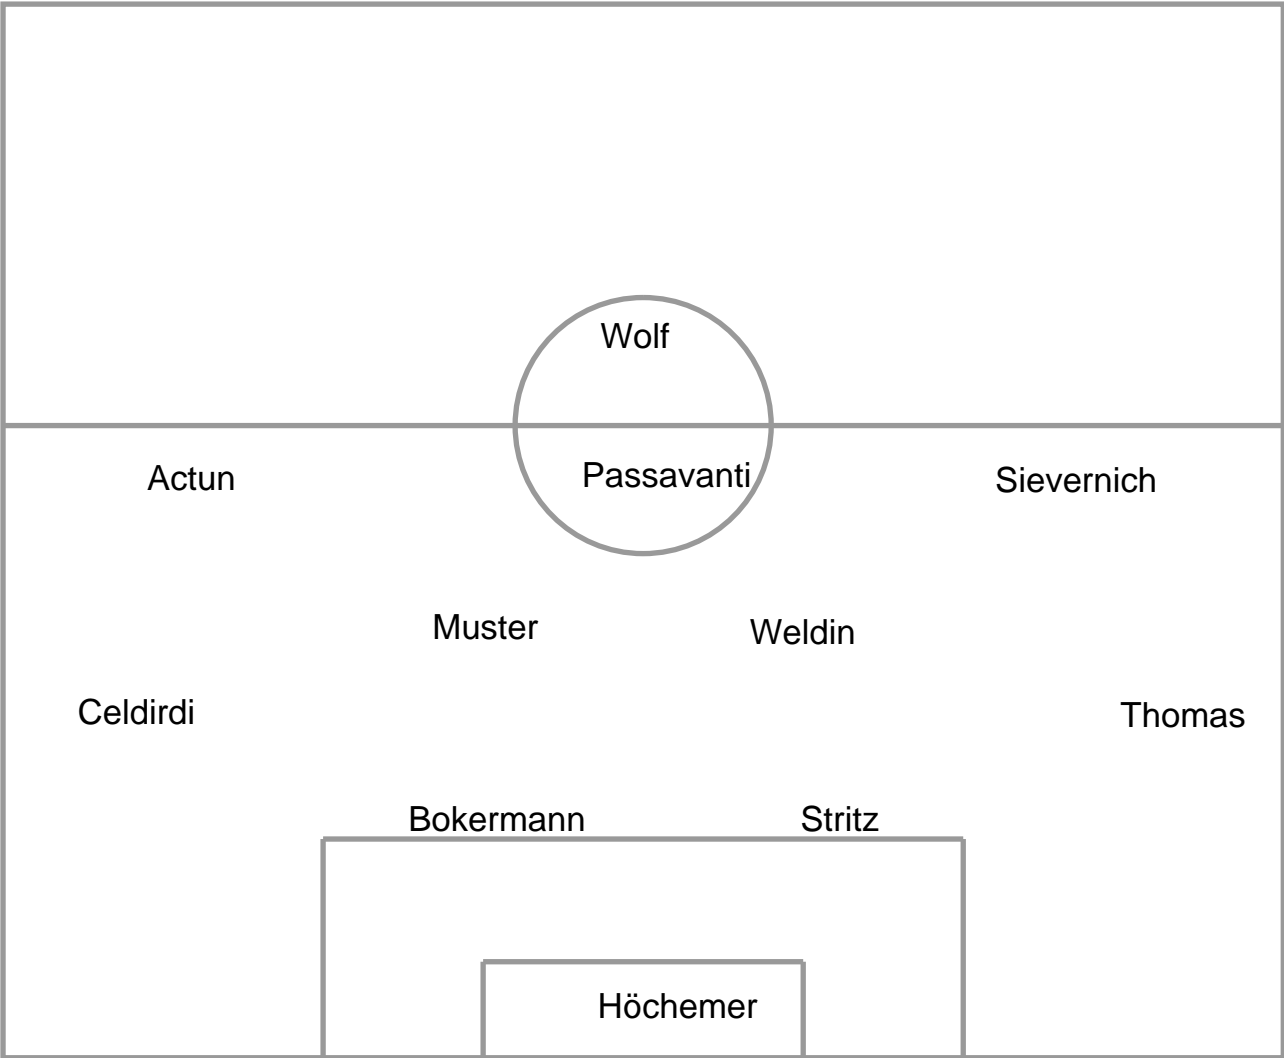 Wolf
Actun Passavanti Sievernich
Muster Weldin
Celdirdi Thomas
Bokermann Stritz
Höchemer